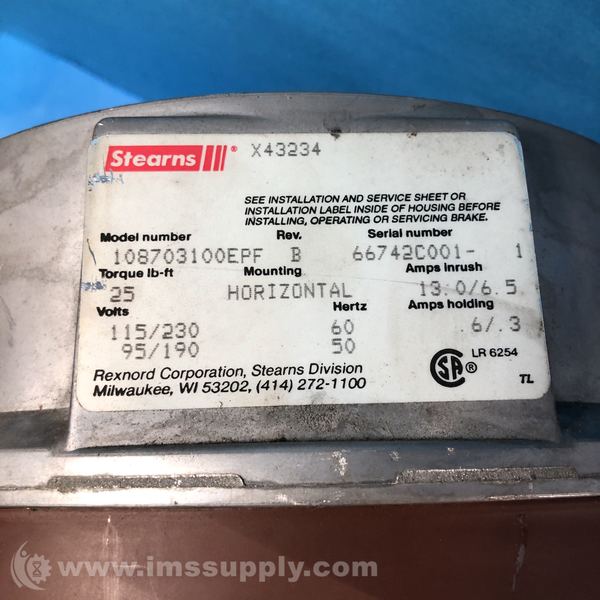 Stearns® X43234
SEE INSTALLATION AND SERVICE SHEET OR
INSTALLATION LABEL INSIDE OF HOUSING BEFORE
INSTALLING, OPERATING OR SERVICING BRAKE.
Model number Rev. Serial number
108703100EPF B 66742C001- 1
Torque lb-ft Mounting Amps inrush
25 HORIZONTAL 13.0/6.5
Volts Hertz Amps holding
115/230 60 .6/.3
95/190 50
Rexnord Corporation, Stearns Division
Milwaukee, WI 53202, (414) 272-1100
SA® LR 6254
TL
© www.imssupply.com/